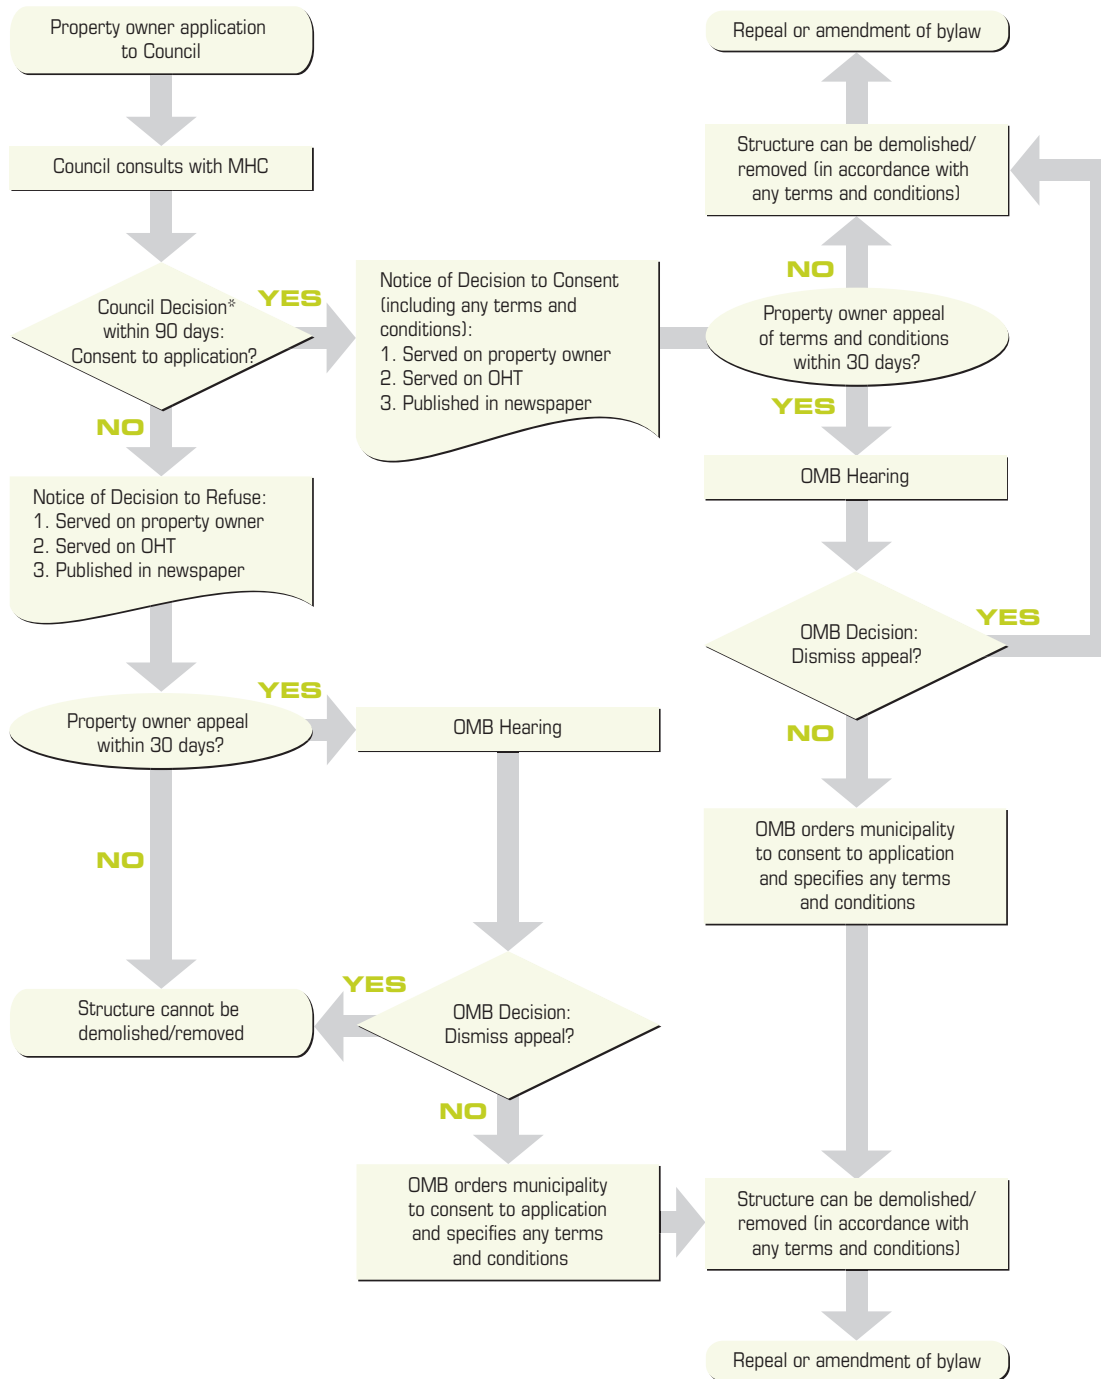 Property owner application
to Council
Council consults with MHC
Council Decision*
within 90 days:
Consent to application?
YES
NO
Notice of Decision to Consent
(including any terms and
conditions):
1. Served on property owner
2. Served on OHT
3. Published in newspaper
Notice of Decision to Refuse:
1. Served on property owner
2. Served on OHT
3. Published in newspaper
Property owner appeal
within 30 days?
YES
NO
OMB Hearing
Structure cannot be
demolished/removed
YES
OMB Decision:
Dismiss appeal?
NO
OMB orders municipality
to consent to application
and specifies any terms
and conditions
Repeal or amendment of bylaw
Structure can be demolished/
removed (in accordance with
any terms and conditions)
NO
Property owner appeal
of terms and conditions
within 30 days?
YES
OMB Hearing
OMB Decision:
Dismiss appeal?
YES
NO
OMB orders municipality
to consent to application
and specifies any terms
and conditions
Structure can be demolished/
removed (in accordance with
any terms and conditions)
Repeal or amendment of bylaw